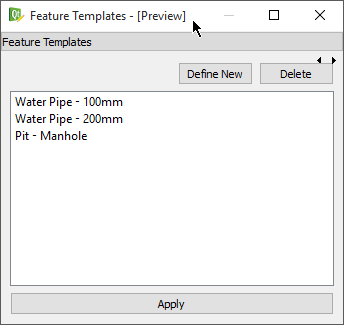 Feature Templates - [Preview]
Feature Templates
Define New
Delete
Water Pipe - 100mm
Water Pipe - 200mm
Pit - Manhole
Apply